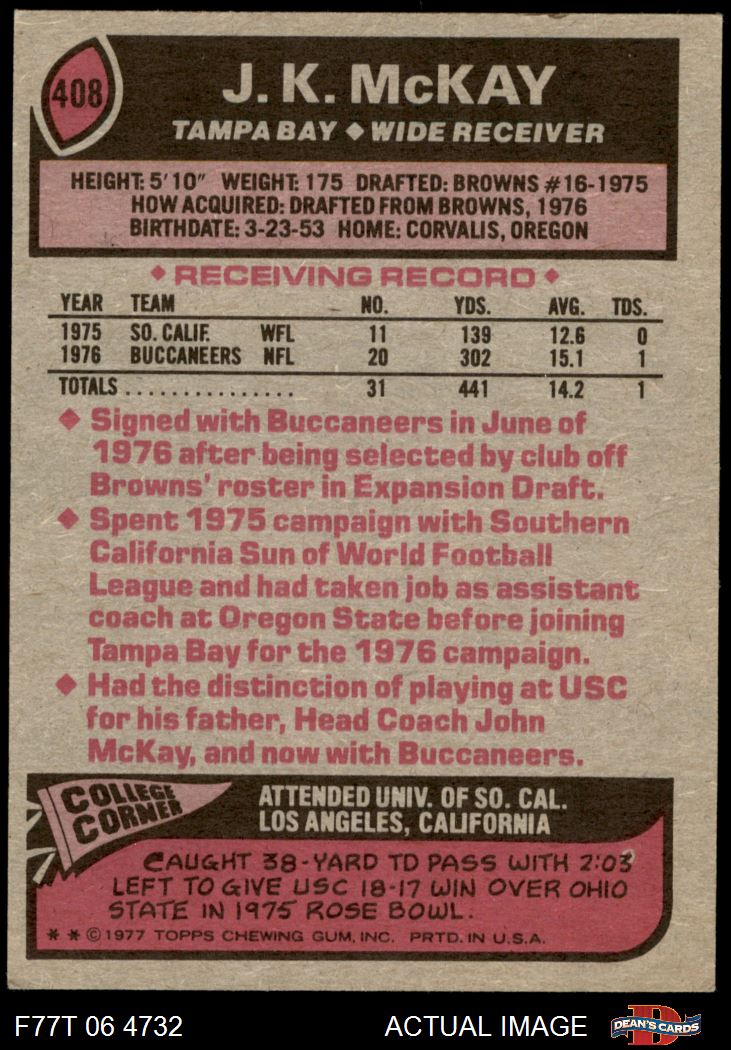 408
J. K. McKAY
TAMPA BAY ◆ WIDE RECEIVER
HEIGHT: 5'10" WEIGHT: 175 DRAFTED: BROWNS #16-1975
HOW ACQUIRED: DRAFTED FROM BROWNS, 1976
BIRTHDATE: 3-23-53 HOME: CORVALIS, OREGON
◆ RECEIVING RECORD ◆
YEAR TEAM NO. YDS. AVG. TDS.
1975 SO. CALIF. WFL 11 139 12.6 0
1976 BUCCANEERS NFL 20 302 15.1 1
TOTALS ................ 31 441 14.2 1
◆ Signed with Buccaneers in June of
1976 after being selected by club off
Browns' roster in Expansion Draft.
◆ Spent 1975 campaign with Southern
California Sun of World Football
League and had taken job as assistant
coach at Oregon State before joining
Tampa Bay for the 1976 campaign.
◆ Had the distinction of playing at USC
for his father, Head Coach John
McKay, and now with Buccaneers.
COLLEGE
CORNER
ATTENDED UNIV. OF SO. CAL.
LOS ANGELES, CALIFORNIA
CAUGHT 38-YARD TD PASS WITH 2:03
LEFT TO GIVE USC 18-17 WIN OVER OHIO
STATE IN 1975 ROSE BOWL.
* * © 1977 TOPPS CHEWING GUM, INC. PRTD. IN U.S.A.
F77T 06 4732 ACTUAL IMAGE
D
DEAN'S CARDS